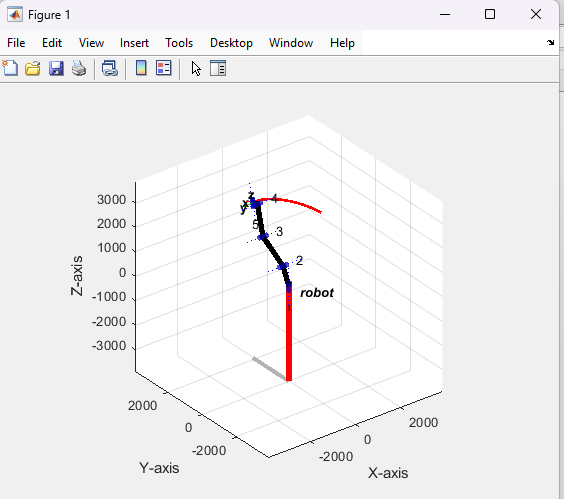 Figure 1
File Edit View Insert Tools Desktop Window Help
3000
2000
1000
0
-1000
-2000
-3000
Z-axis
z
x
y
4
5
3
2
robot
2000
0
-2000
Y-axis
-2000
0
2000
X-axis